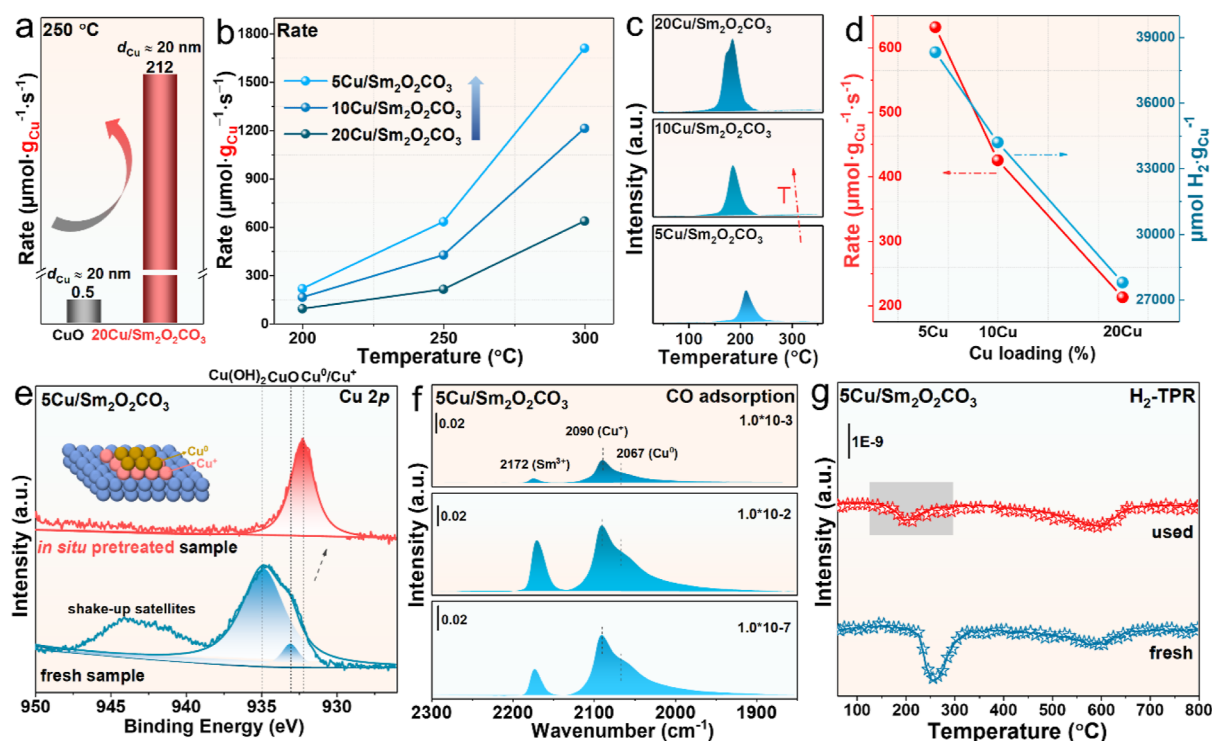 a
250 °C
d_Cu ≈ 20 nm
212
d_Cu ≈ 20 nm
0.5
CuO 20Cu/Sm₂O₂CO₃
Rate (µmol·g_Cu⁻¹·s⁻¹)
b
Rate
5Cu/Sm₂O₂CO₃
10Cu/Sm₂O₂CO₃
20Cu/Sm₂O₂CO₃
Rate (µmol·g_Cu⁻¹·s⁻¹)
1800
1500
1200
900
600
300
0
200 250 300
Temperature (°C)
c
20Cu/Sm₂O₂CO₃
10Cu/Sm₂O₂CO₃
T
5Cu/Sm₂O₂CO₃
Intensity (a.u.)
100 200 300
Temperature (°C)
d
Rate (µmol·g_Cu⁻¹·s⁻¹)
600
500
400
300
200
39000
37000
35000
33000
31000
29000
27000
µmol H₂·g_Cu⁻¹
5Cu 10Cu 20Cu
Cu loading (%)
e
Cu(OH)₂ CuO Cu⁰/Cu⁺
5Cu/Sm₂O₂CO₃ Cu 2p
Cu⁰
Cu⁺
in situ pretreated sample
shake-up satellites
fresh sample
Intensity (a.u.)
950 945 940 935 930
Binding Energy (eV)
f
5Cu/Sm₂O₂CO₃ CO adsorption
0.02
1.0*10-3
2090 (Cu⁺)
2172 (Sm³⁺)
2067 (Cu⁰)
0.02
1.0*10-2
0.02
1.0*10-7
Intensity (a.u.)
2300 2200 2100 2000 1900
Wavenumber (cm⁻¹)
g
5Cu/Sm₂O₂CO₃ H₂-TPR
1E-9
used
fresh
Intensity (a.u.)
100 200 300 400 500 600 700 800
Temperature (°C)